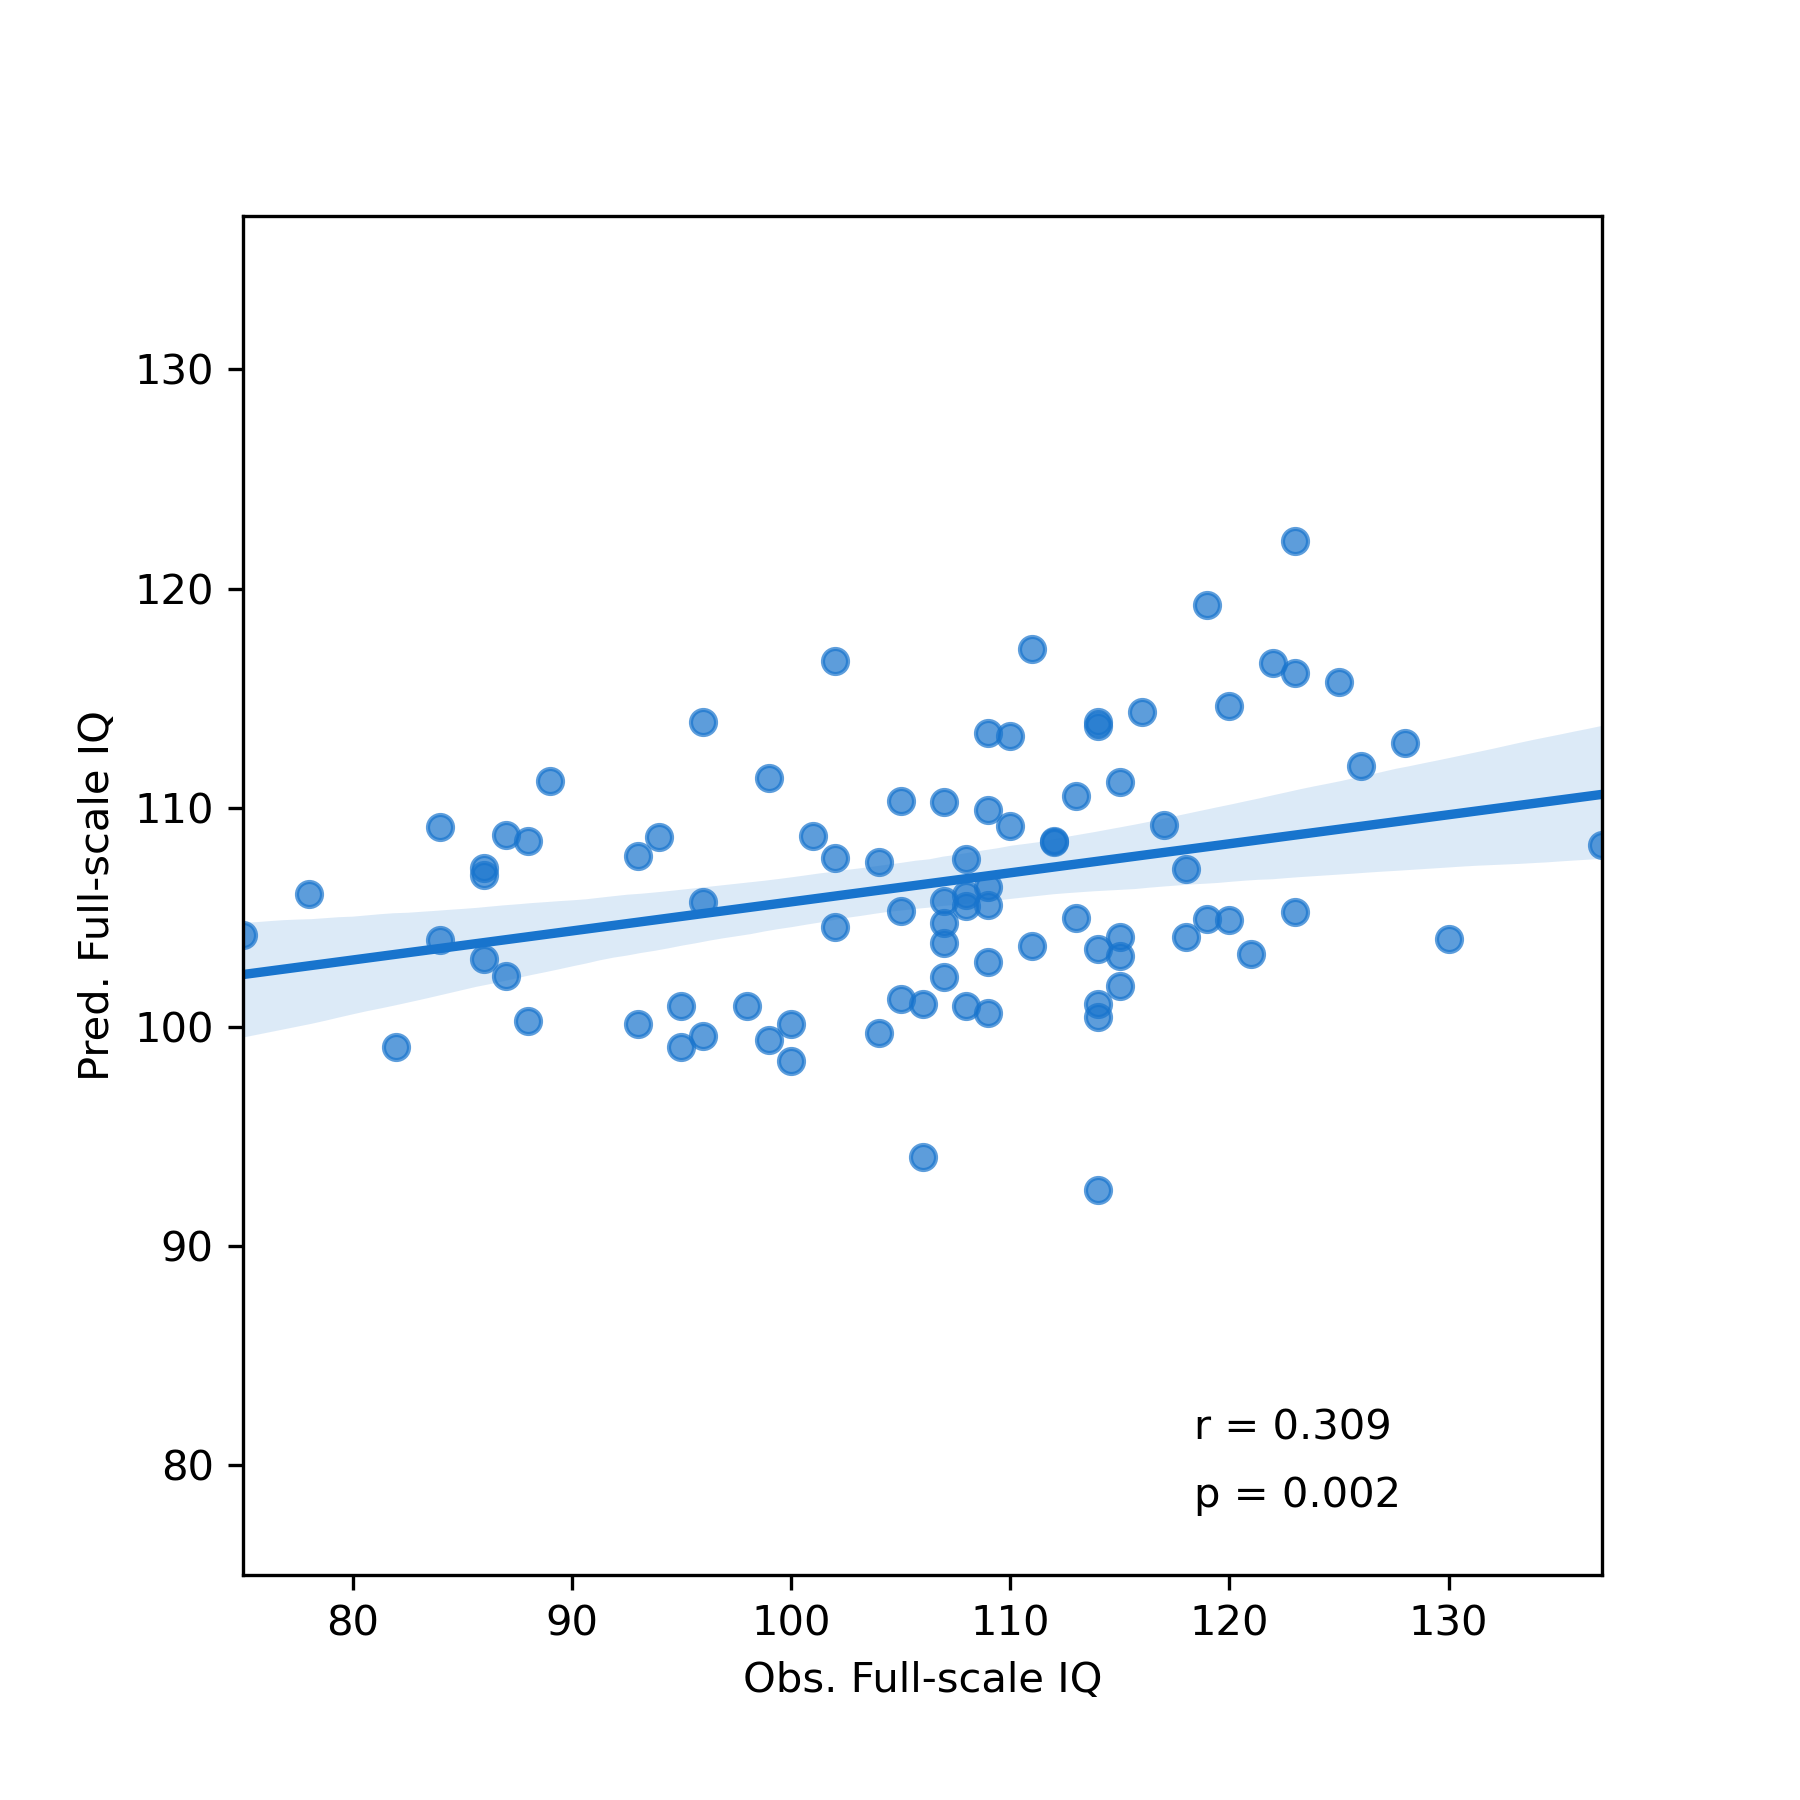 130
120
110
100
90
80
Pred. Full-scale IQ
r = 0.309
p = 0.002
80 90 100 110 120 130
Obs. Full-scale IQ